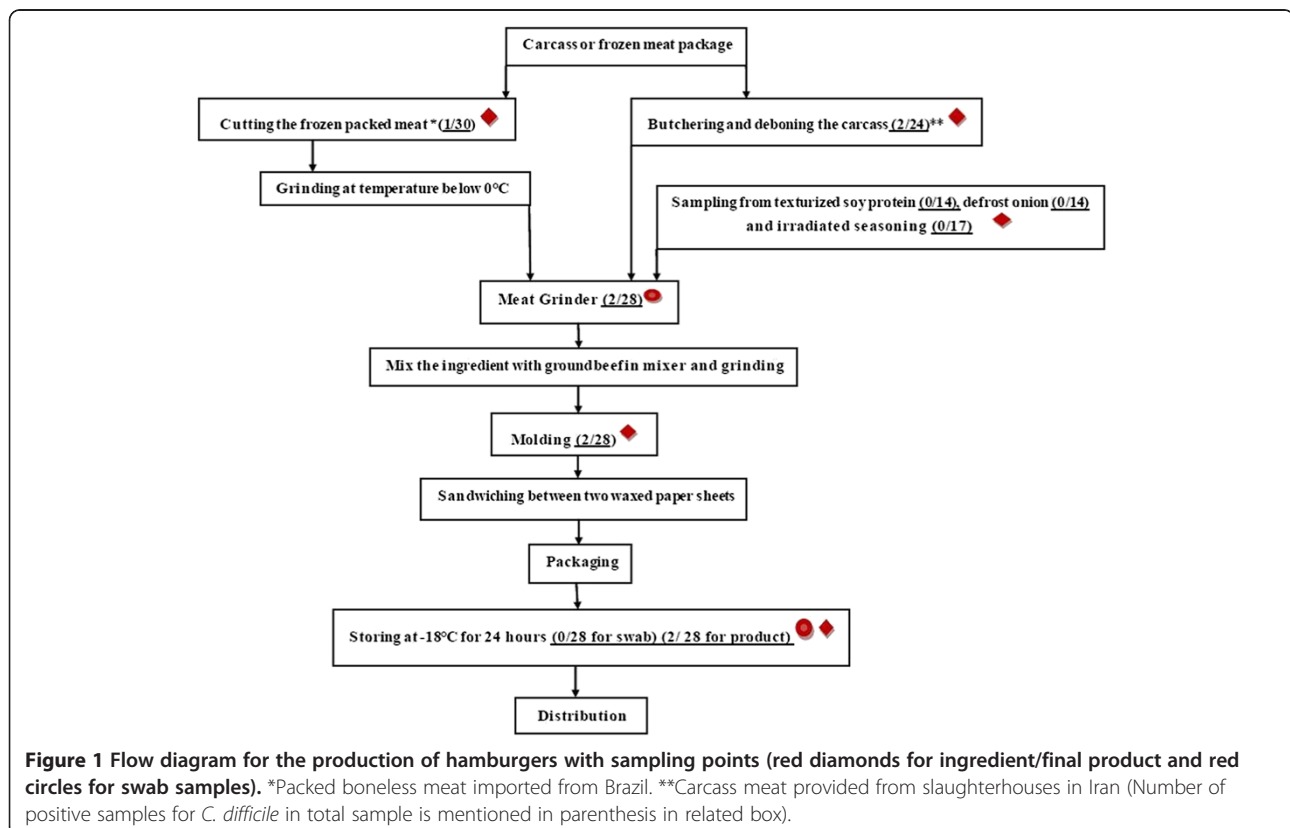 Carcass or frozen meat package
Cutting the frozen packed meat *(1/30)
Butchering and deboning the carcass (2/24)**
Grinding at temperature below 0°C
Sampling from texturized soy protein (0/14), defrost onion (0/14)
and irradiated seasoning (0/17)
Meat Grinder (2/28)
Mix the ingredient with ground beef in mixer and grinding
Molding (2/28)
Sandwiching between two waxed paper sheets
Packaging
Storing at -18°C for 24 hours (0/28 for swab) (2/ 28 for product)
Distribution
Figure 1 Flow diagram for the production of hamburgers with sampling points (red diamonds for ingredient/final product and red
circles for swab samples). *Packed boneless meat imported from Brazil. **Carcass meat provided from slaughterhouses in Iran (Number of
positive samples for C. difficile in total sample is mentioned in parenthesis in related box).